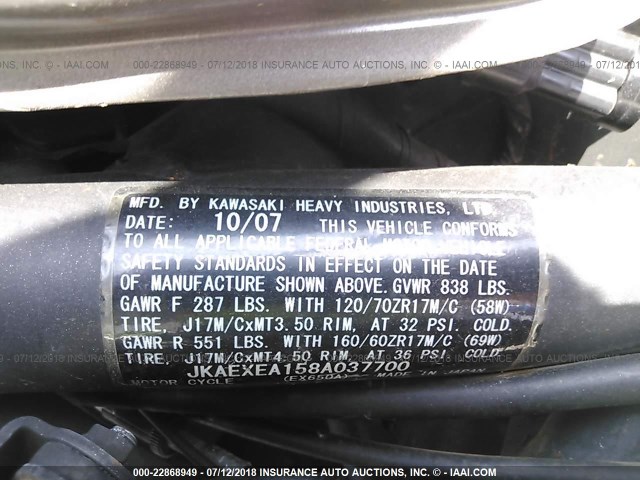 000-22868949 - 07/12/2018 INSURANCE AUTO AUCTIONS, INC. - WWW.IAAI.COM
MFD. BY KAWASAKI HEAVY INDUSTRIES, LTD.
DATE: 10/07 THIS VEHICLE CONFORMS
TO ALL APPLICABLE FEDERAL MOTOR VEHICLE
SAFETY STANDARDS IN EFFECT ON THE DATE
OF MANUFACTURE SHOWN ABOVE. GVWR 838 LBS.
GAWR F 287 LBS. WITH 120/70ZR17M/C (58W)
TIRE, J17M/CxMT3.50 RIM, AT 32 PSI. COLD.
GAWR R 551 LBS. WITH 160/60ZR17M/C (69W)
TIRE, J17M/CxMT4.50 RIM, AT 36 PSI. COLD.
JKAEXEA158A037700
MOTOR CYCLE (EX650A) MADE IN JAPAN
000-22868949 - 07/12/2018 INSURANCE AUTO AUCTIONS, INC. - WWW.IAAI.COM